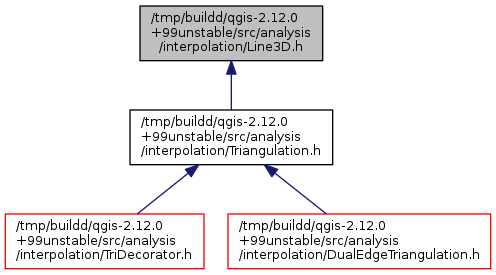 /tmp/buildd/qgis-2.12.0
+99unstable/src/analysis
/interpolation/Line3D.h
/tmp/buildd/qgis-2.12.0
+99unstable/src/analysis
/interpolation/Triangulation.h
/tmp/buildd/qgis-2.12.0
+99unstable/src/analysis
/interpolation/TriDecorator.h
/tmp/buildd/qgis-2.12.0
+99unstable/src/analysis
/interpolation/DualEdgeTriangulation.h